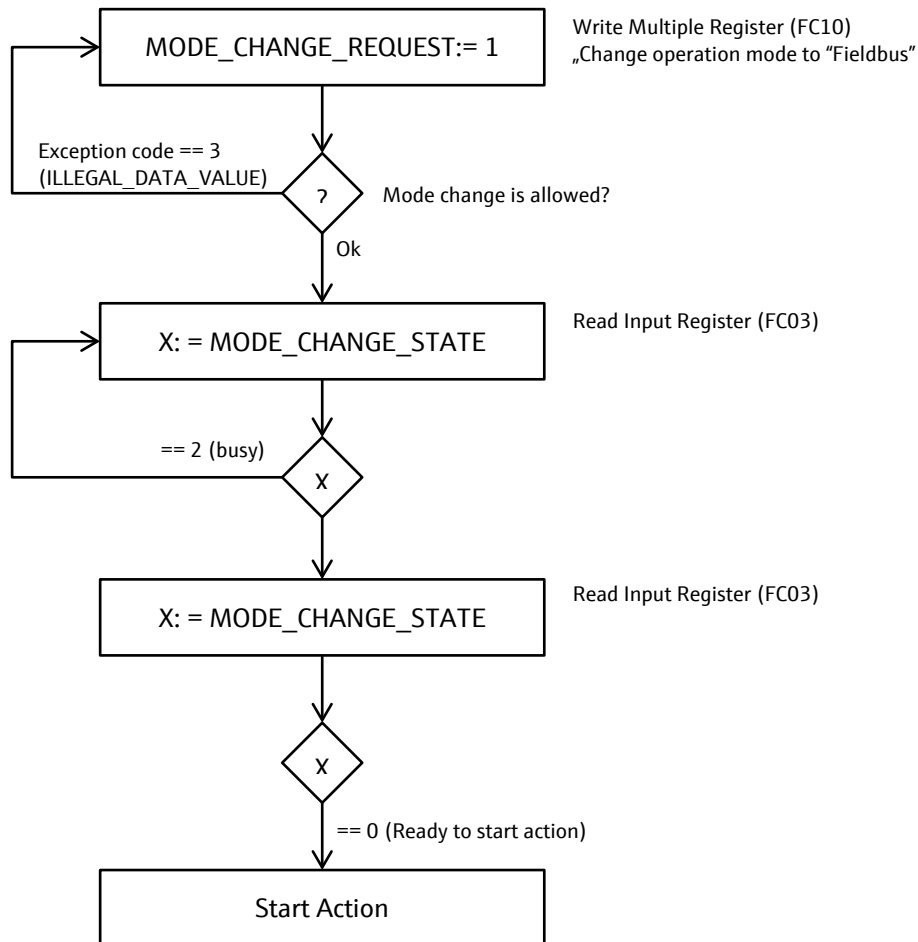 MODE_CHANGE_REQUEST:= 1
Write Multiple Register (FC10)
„Change operation mode to “Fieldbus”
Exception code == 3
(ILLEGAL_DATA_VALUE)
?
Mode change is allowed?
Ok
X: = MODE_CHANGE_STATE
Read Input Register (FC03)
== 2 (busy)
X
X: = MODE_CHANGE_STATE
Read Input Register (FC03)
X
== 0 (Ready to start action)
Start Action